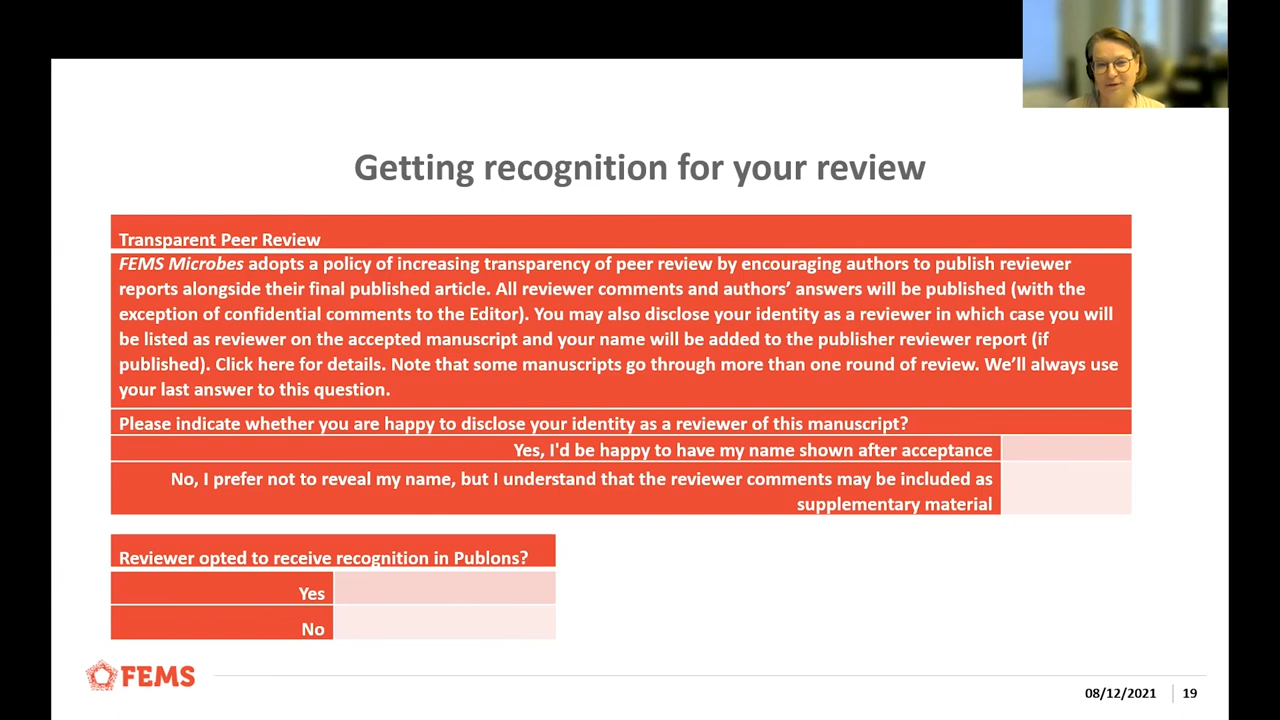 Getting recognition for your review
Transparent Peer Review
FEMS Microbes adopts a policy of increasing transparency of peer review by encouraging authors to publish reviewer
reports alongside their final published article. All reviewer comments and authors’ answers will be published (with the
exception of confidential comments to the Editor). You may also disclose your identity as a reviewer in which case you will
be listed as reviewer on the accepted manuscript and your name will be added to the publisher reviewer report (if
published). Click here for details. Note that some manuscripts go through more than one round of review. We’ll always use
your last answer to this question.
Please indicate whether you are happy to disclose your identity as a reviewer of this manuscript?
Yes, I'd be happy to have my name shown after acceptance
No, I prefer not to reveal my name, but I understand that the reviewer comments may be included as
supplementary material
Reviewer opted to receive recognition in Publons?
Yes
No
FEMS
08/12/2021
19